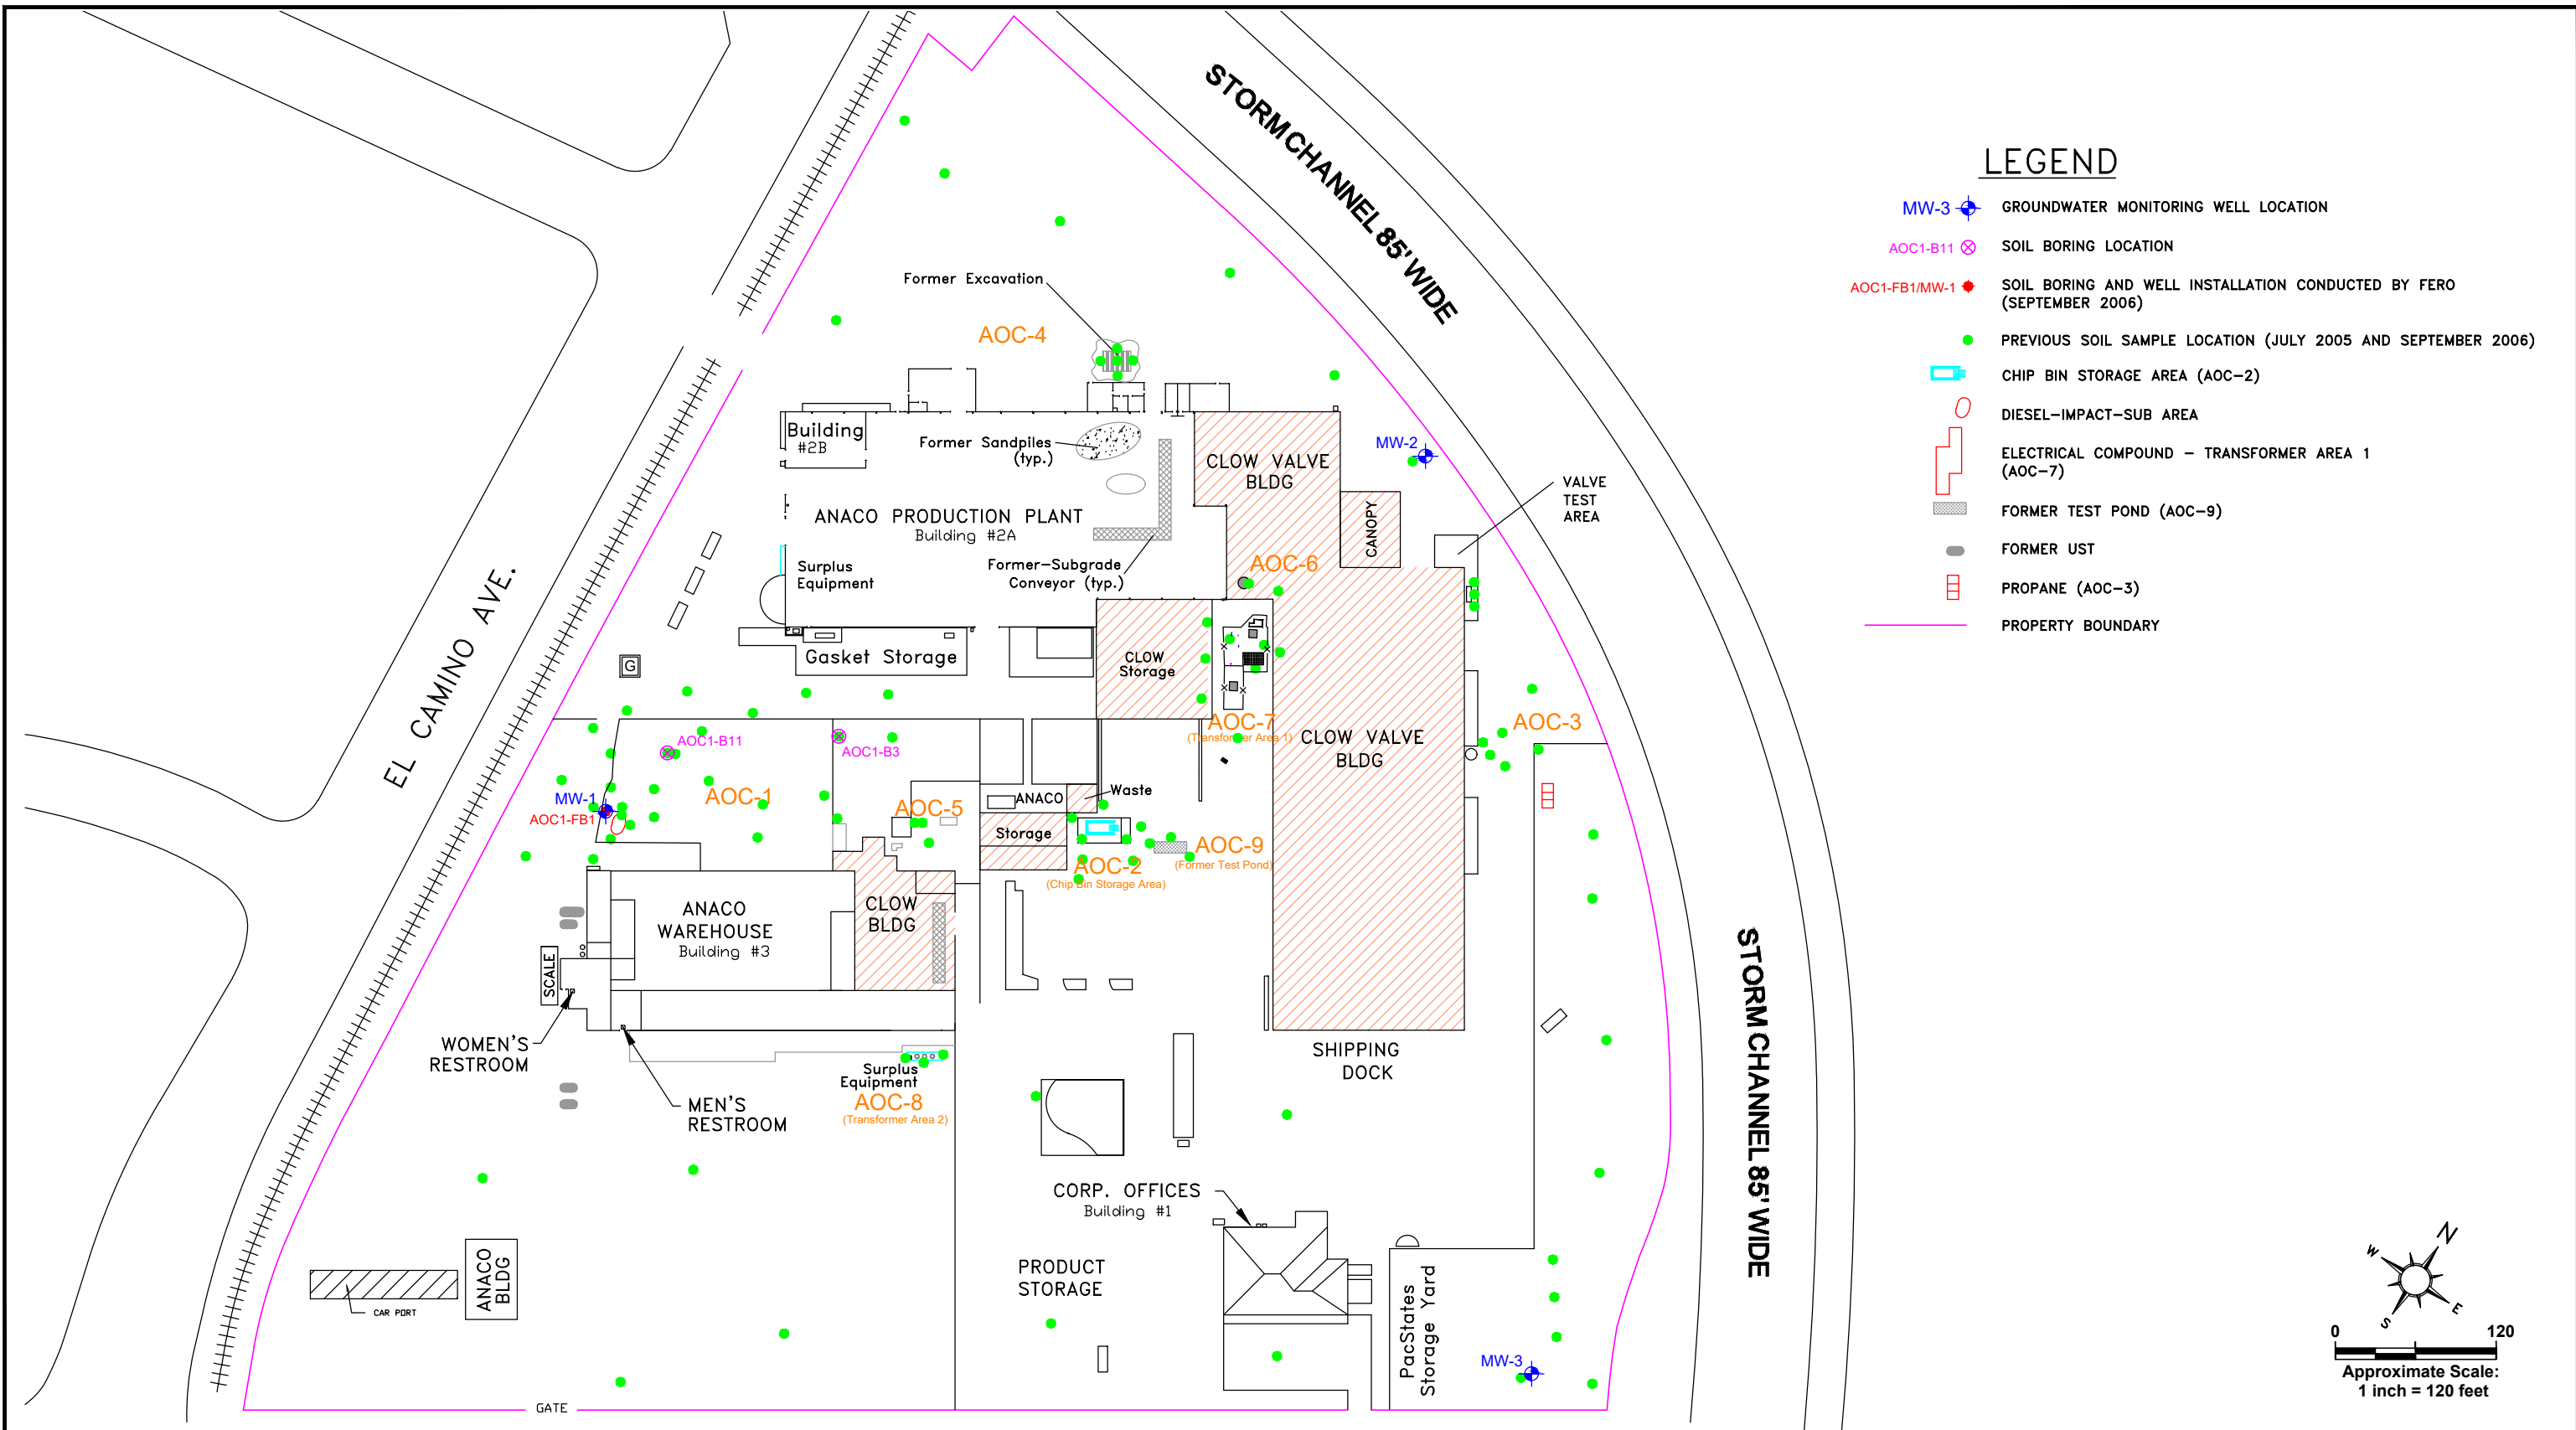 STORM CHANNEL 85' WIDE
LEGEND
MW-3
GROUNDWATER MONITORING WELL LOCATION
AOC1-B11
SOIL BORING LOCATION
AOC1-FB1/MW-1
SOIL BORING AND WELL INSTALLATION CONDUCTED BY FERO
(SEPTEMBER 2006)
PREVIOUS SOIL SAMPLE LOCATION (JULY 2005 AND SEPTEMBER 2006)
CHIP BIN STORAGE AREA (AOC-2)
DIESEL-IMPACT-SUB AREA
ELECTRICAL COMPOUND - TRANSFORMER AREA 1
(AOC-7)
FORMER TEST POND (AOC-9)
FORMER UST
PROPANE (AOC-3)
PROPERTY BOUNDARY
Former Excavation
AOC-4
Building
#2B
Former Sandpiles
(typ.)
CLOW VALVE
BLDG
MW-2
VALVE
TEST
AREA
CANOPY
ANACO PRODUCTION PLANT
Building #2A
Surplus
Equipment
Former-Subgrade
Conveyor (typ.)
AOC-6
EL CAMINO AVE.
G
Gasket Storage
CLOW
Storage
AOC-7
(Transformer Area 1)
CLOW VALVE
BLDG
AOC-3
AOC1-B11
AOC1-B3
MW-1
AOC1-FB1
AOC-1
AOC-5
ANACO
Waste
Storage
AOC-2
(Chip Bin Storage Area)
AOC-9
(Former Test Pond)
ANACO
WAREHOUSE
Building #3
CLOW
BLDG
SCALE
WOMEN'S
RESTROOM
MEN'S
RESTROOM
Surplus
Equipment
AOC-8
(Transformer Area 2)
SHIPPING
DOCK
STORM CHANNEL 85' WIDE
CORP. OFFICES
Building #1
PRODUCT
STORAGE
PacStates
Storage Yard
MW-3
ANACO
BLDG
CAR PORT
GATE
N
W
E
S
0 120
Approximate Scale:
1 inch = 120 feet